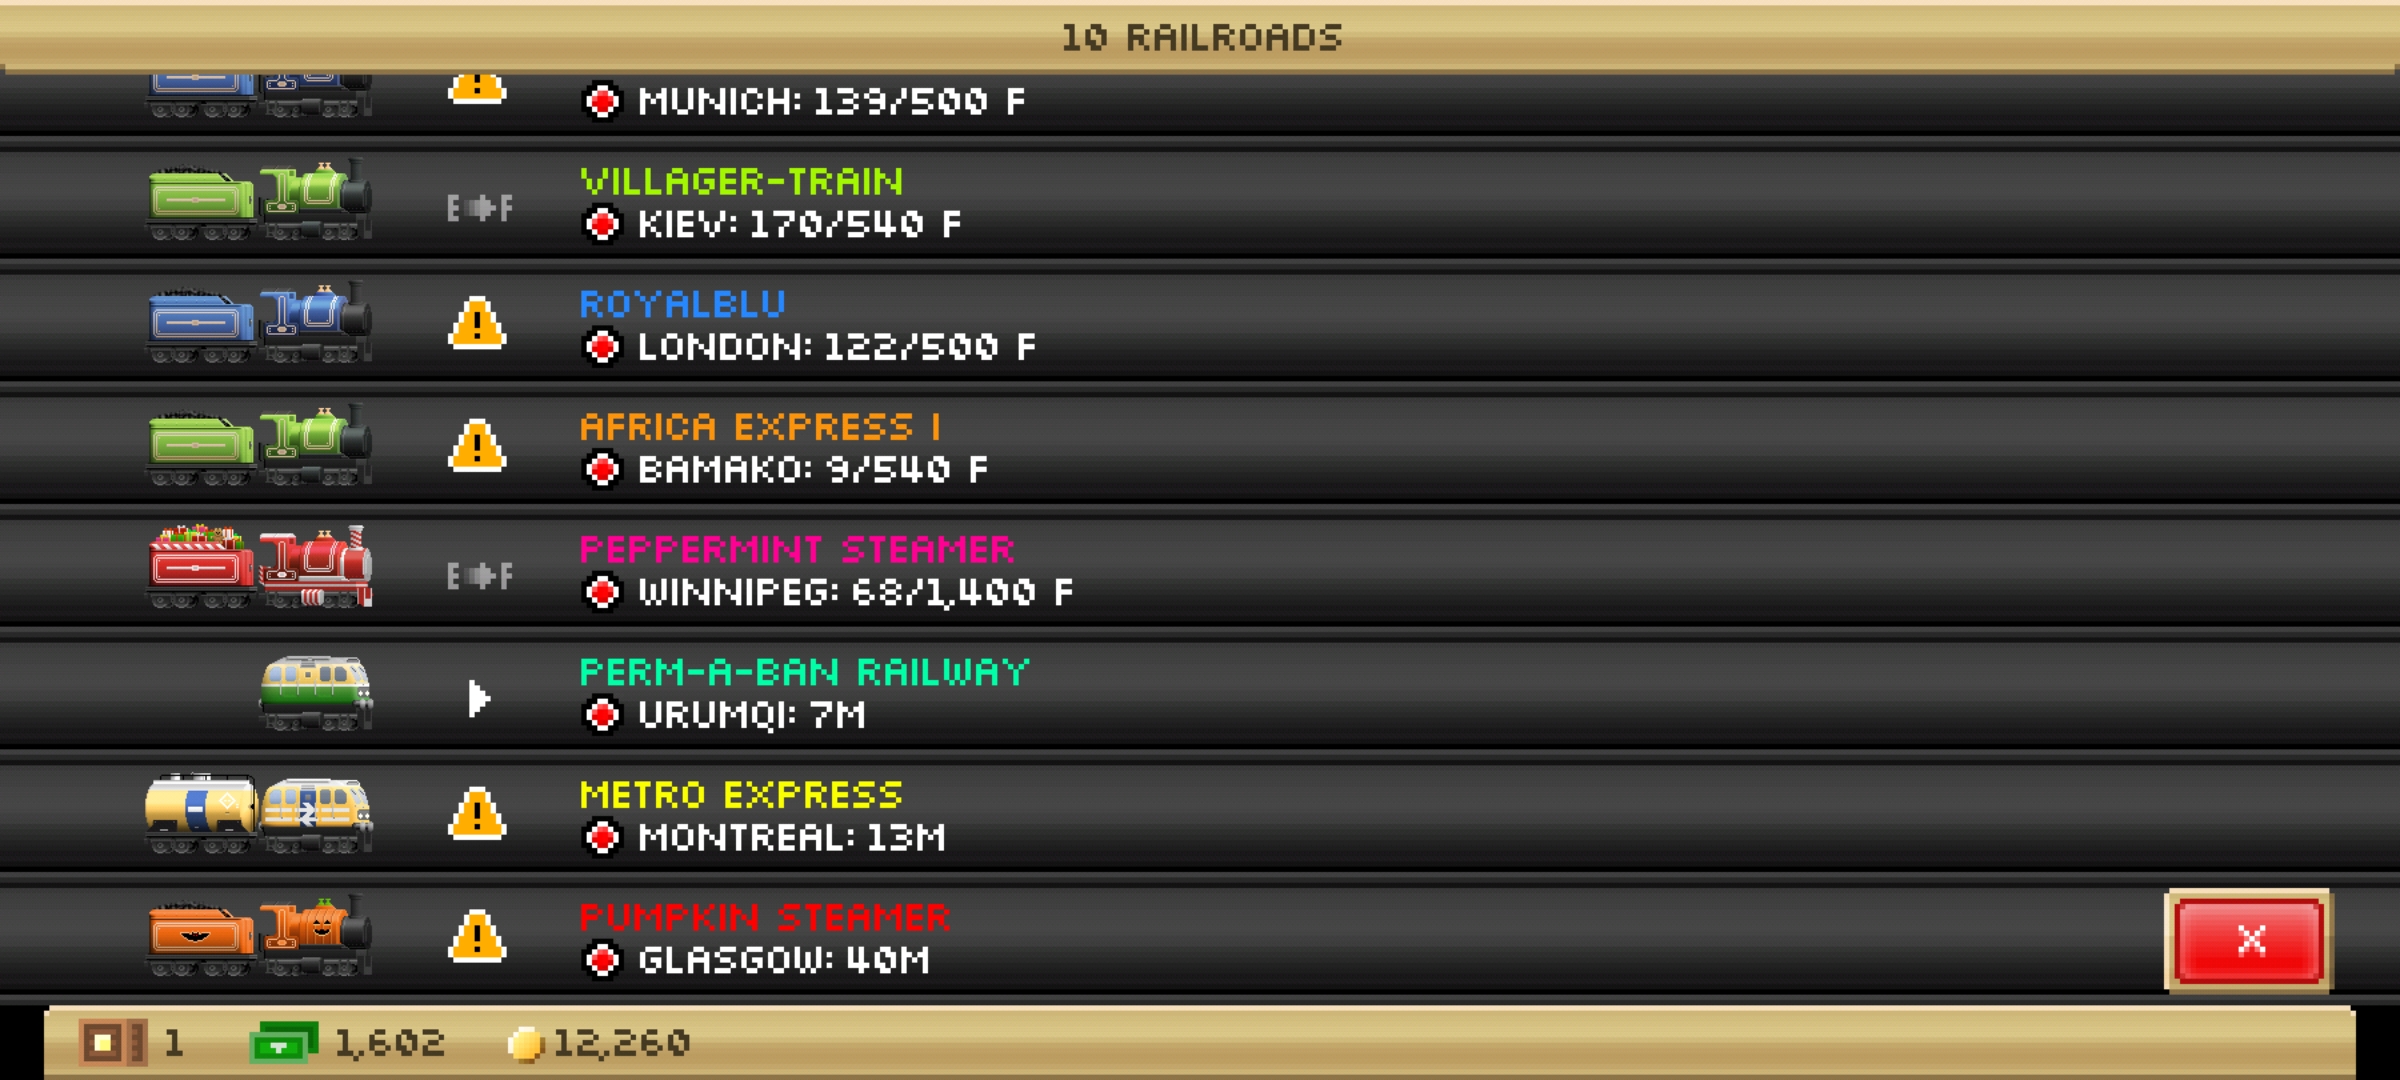 10 RAILROADS
MUNICH: 139/500 F
VILLAGER-TRAIN
E F
KIEV: 170/540 F
ROYALBLU
LONDON: 122/500 F
AFRICA EXPRESS I
BAMAKO: 9/540 F
PEPPERMINT STEAMER
E F
WINNIPEG: 68/1,400 F
PERM-A-BAN RAILWAY
URUMQI: 7M
METRO EXPRESS
MONTREAL: 13M
PUMPKIN STEAMER
GLASGOW: 40M
X
1 1,602 12,260